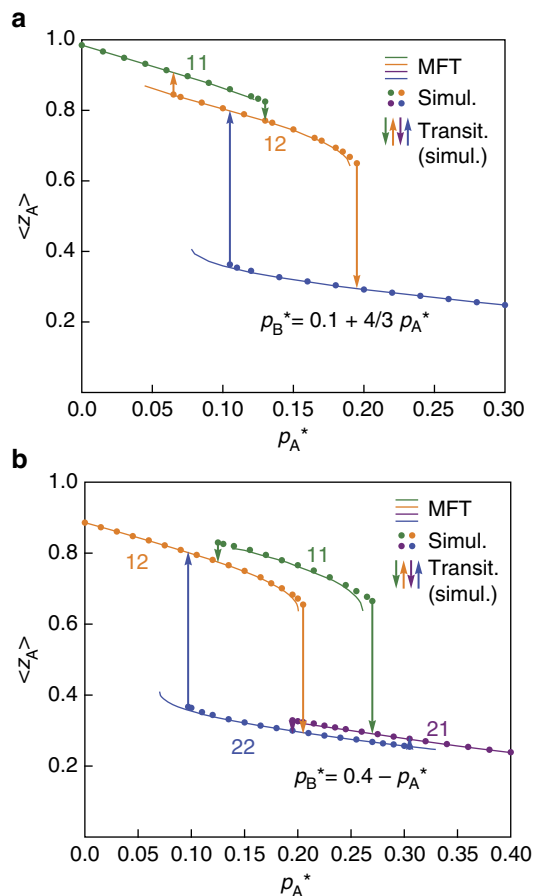 a
1.0
0.8
0.6
0.4
0.2
<z_A>
11
12
MFT
Simul.
Transit.
(simul.)
p_B* = 0.1 + 4/3 p_A*
0.00 0.05 0.10 0.15 0.20 0.25 0.30
p_A*
b
1.0
0.8
0.6
0.4
0.2
<z_A>
12
11
22
21
MFT
Simul.
Transit.
(simul.)
p_B* = 0.4 – p_A*
0.0 0.05 0.10 0.15 0.20 0.25 0.30 0.35 0.40
p_A*